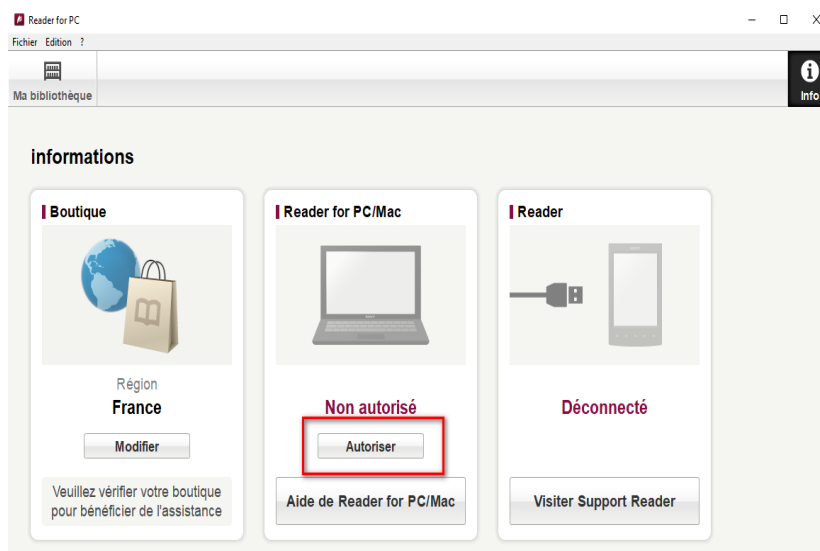 Reader for PC
Fichier Edition ?
Ma bibliothèque
Info
informations
Boutique
Région
France
Modifier
Veuillez vérifier votre boutique
pour bénéficier de l'assistance
Reader for PC/Mac
Non autorisé
Autoriser
Aide de Reader for PC/Mac
Reader
Déconnecté
Visiter Support Reader